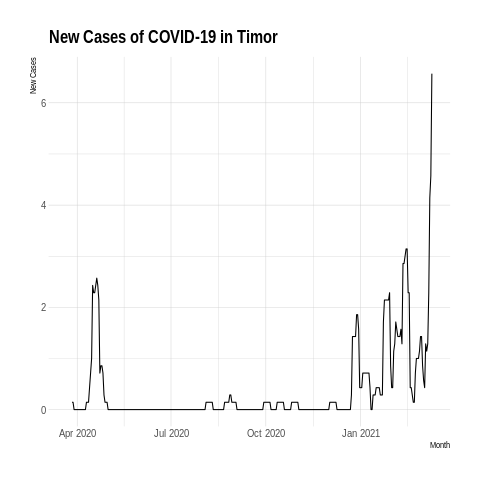 New Cases of COVID-19 in Timor
New Cases
6
4
2
0
Apr 2020 Jul 2020 Oct 2020 Jan 2021
Month